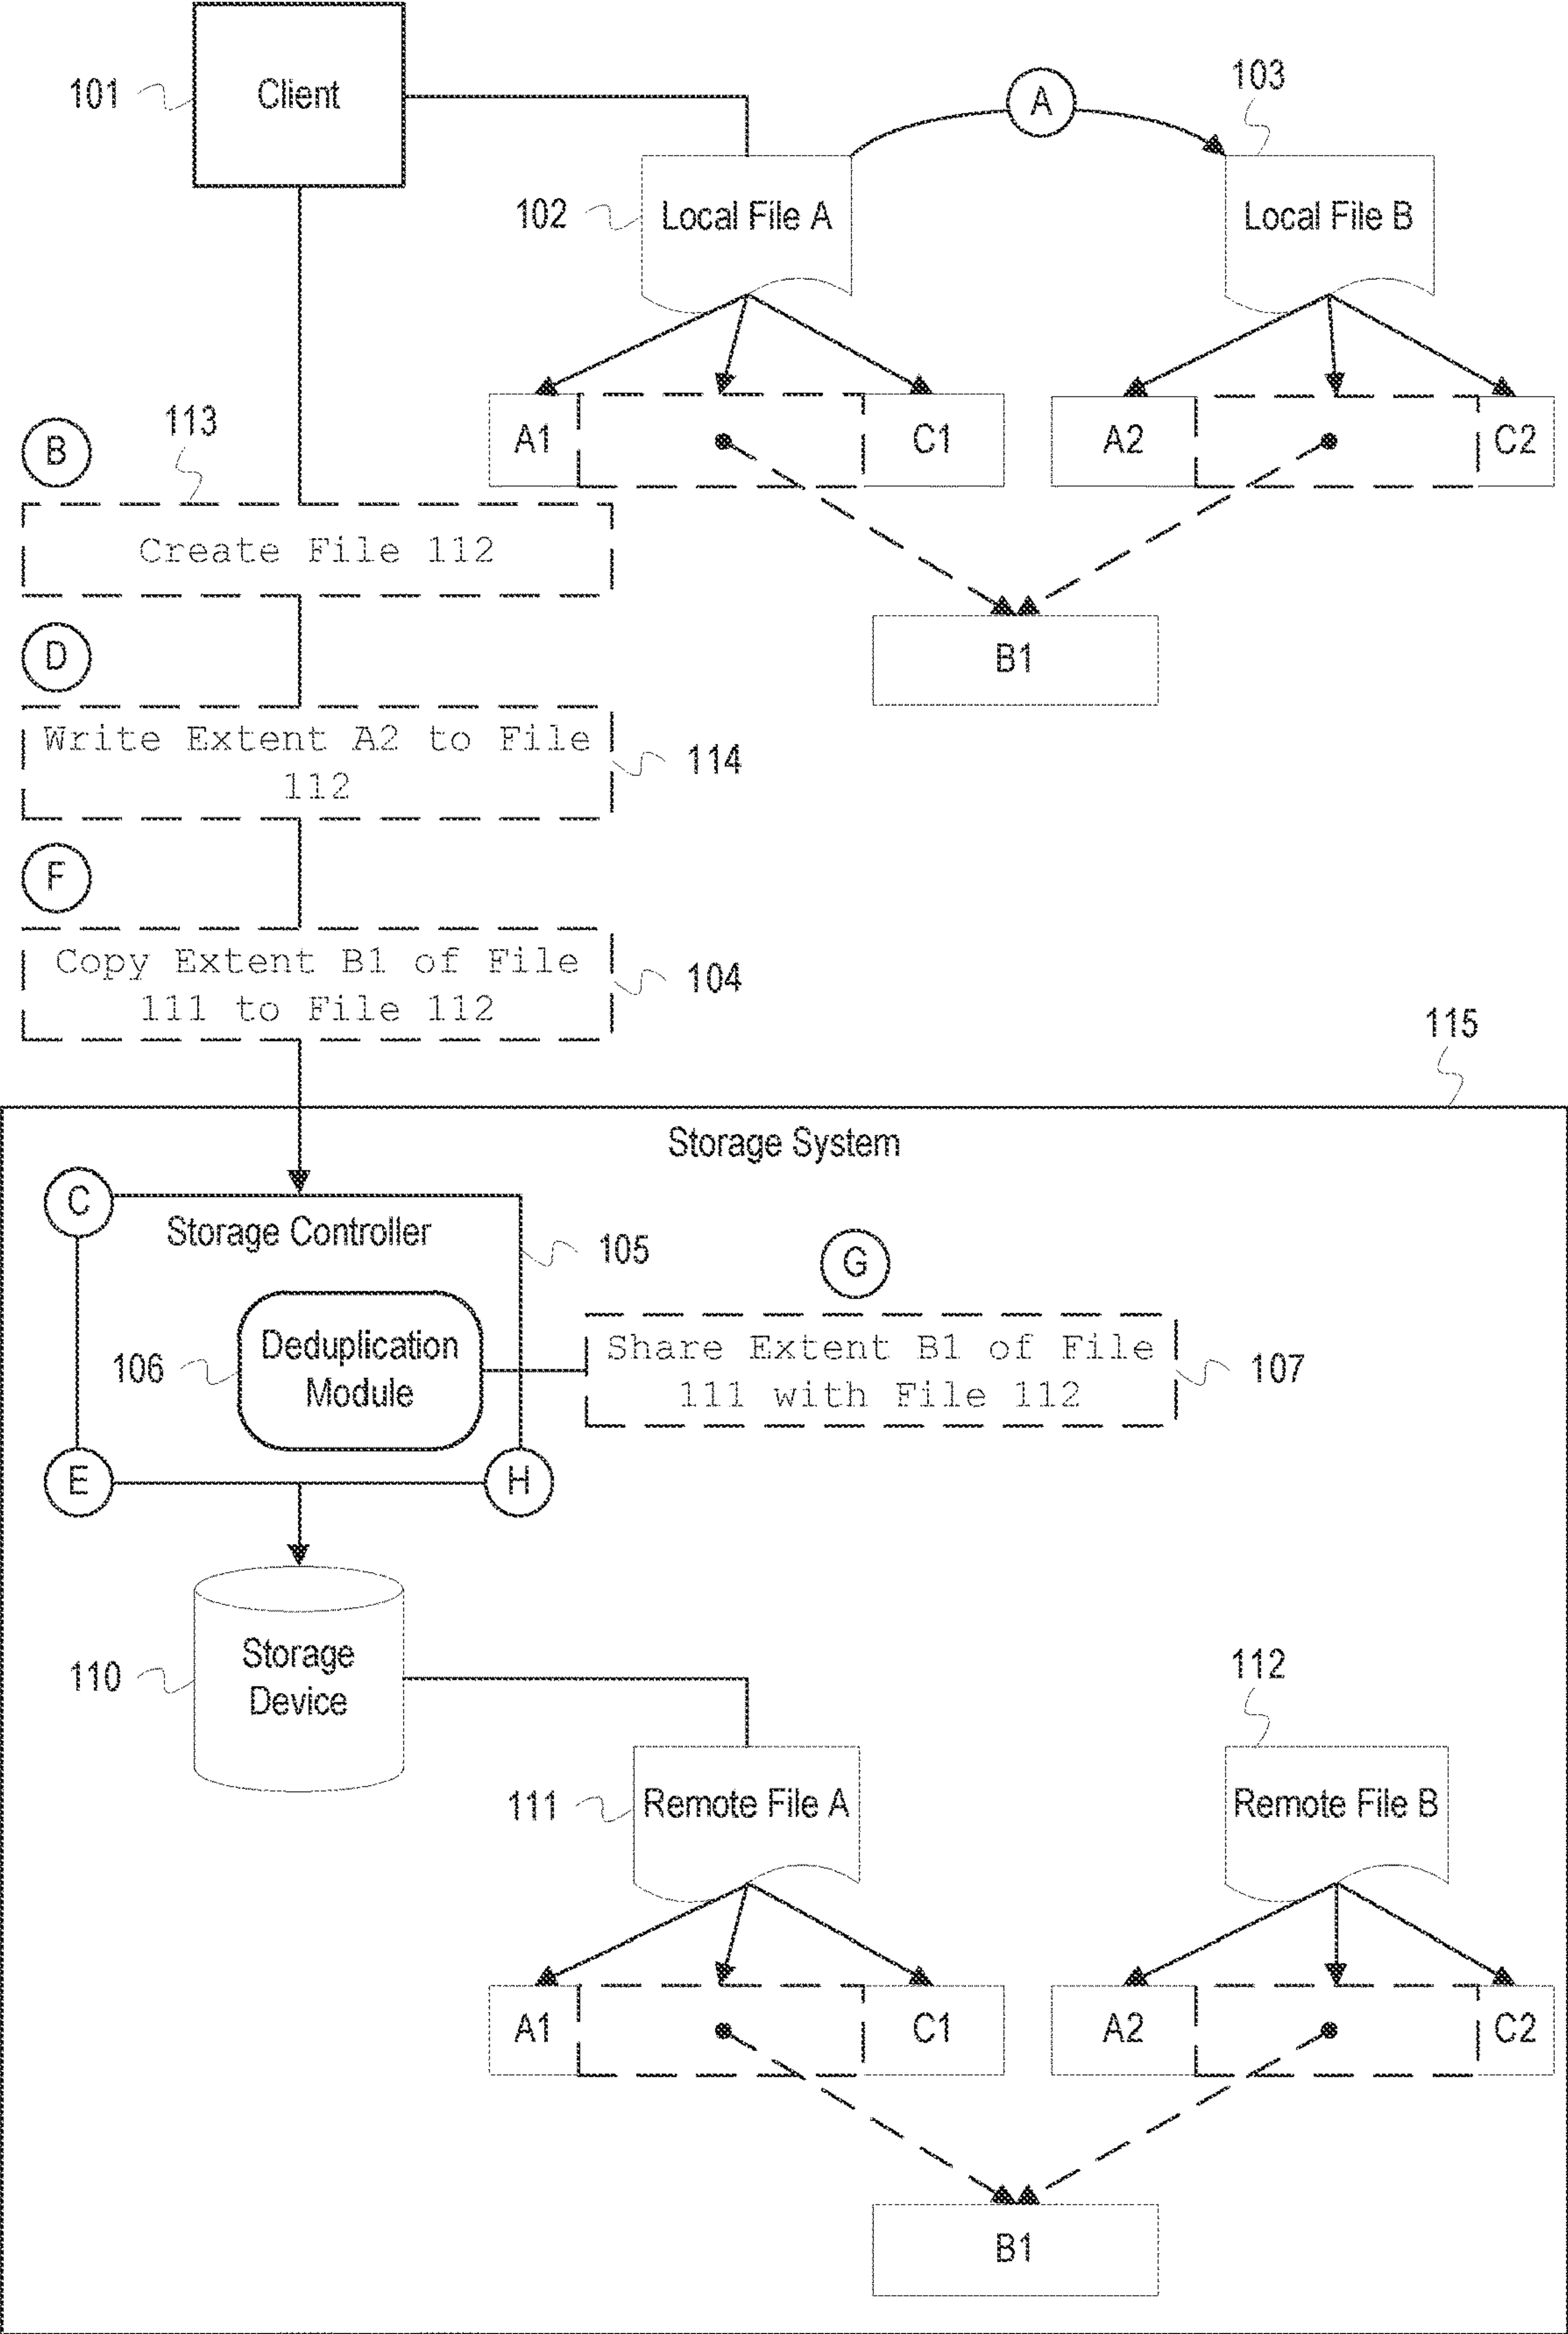 103
A
101
Client
102
Local File A
Local File B
A1
C1
A2
C2
B
113
Create File 112
D
B1
Write Extent A2 to File
112
114
F
Copy Extent B1 of File
111 to File 112
104
115
Storage System
C
Storage Controller
105
G
106
Deduplication
Module
Share Extent B1 of File
111 with File 112
107
E
H
110
Storage
Device
112
111
Remote File A
Remote File B
A1
C1
A2
C2
B1